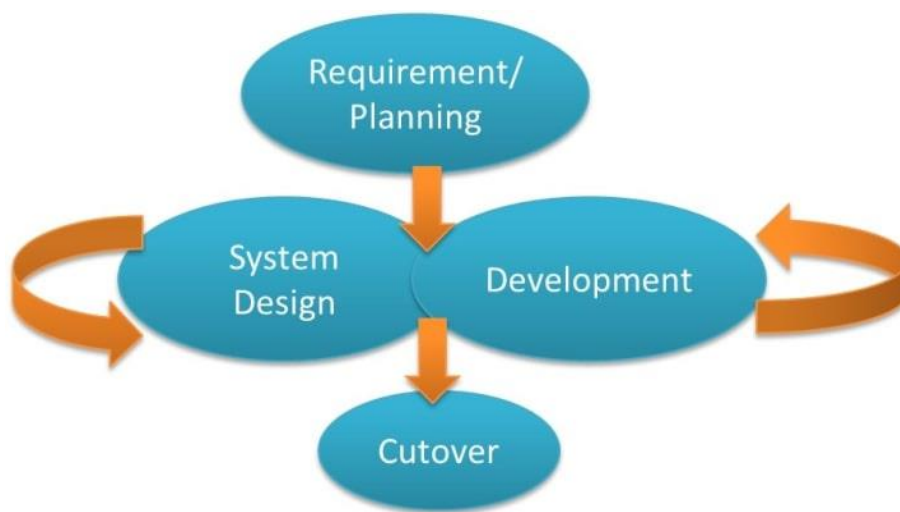 Requirement/
Planning
System
Design
Development
Cutover